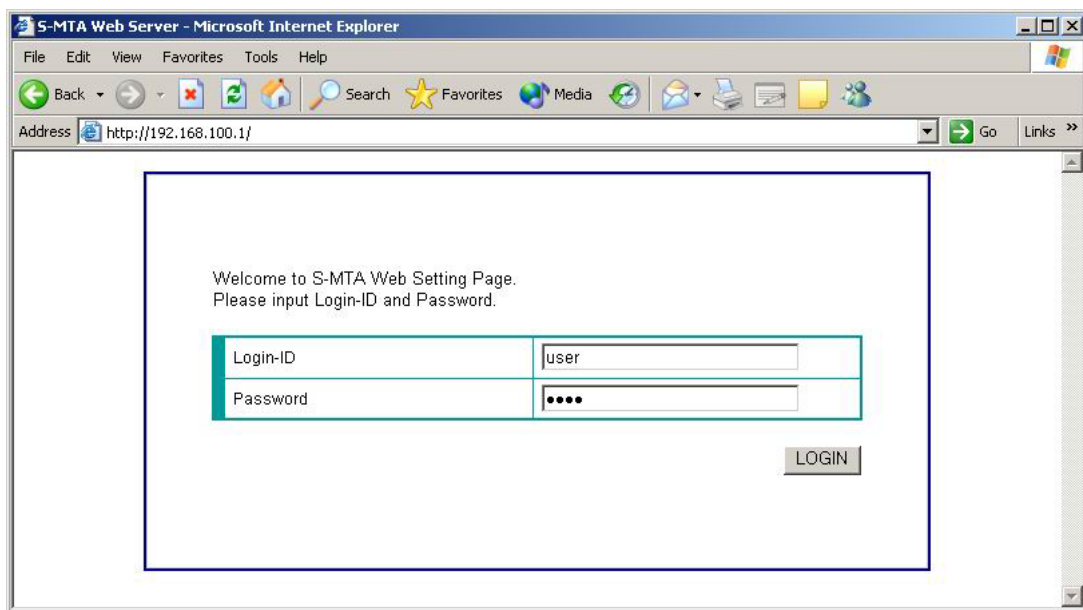 S-MTA Web Server - Microsoft Internet Explorer
File Edit View Favorites Tools Help
Back Search Favorites Media
Address http://192.168.100.1/ Go Links »
Welcome to S-MTA Web Setting Page.
Please input Login-ID and Password.
Login-ID user
Password ••••
LOGIN